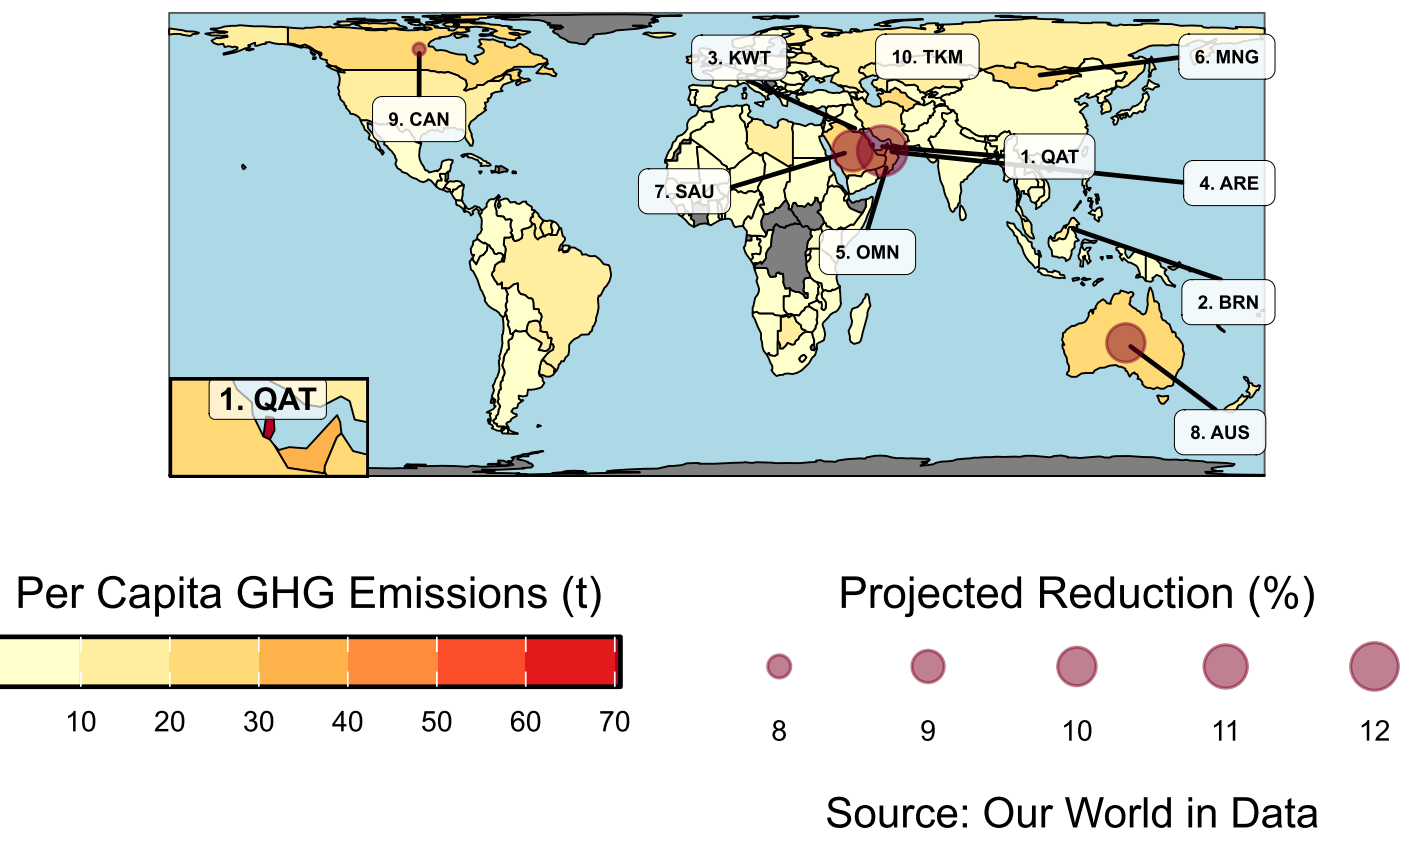 3. KWT
10. TKM
6. MNG
9. CAN
1. QAT
7. SAU
4. ARE
5. OMN
2. BRN
1. QAT
8. AUS
Per Capita GHG Emissions (t)
10 20 30 40 50 60 70
Projected Reduction (%)
8 9 10 11 12
Source: Our World in Data